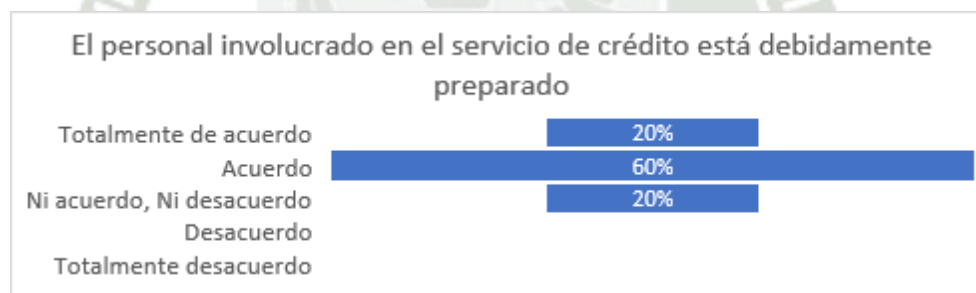 El personal involucrado en el servicio de crédito está debidamente
preparado
Totalmente de acuerdo 20%
Acuerdo 60%
Ni acuerdo, Ni desacuerdo 20%
Desacuerdo
Totalmente desacuerdo